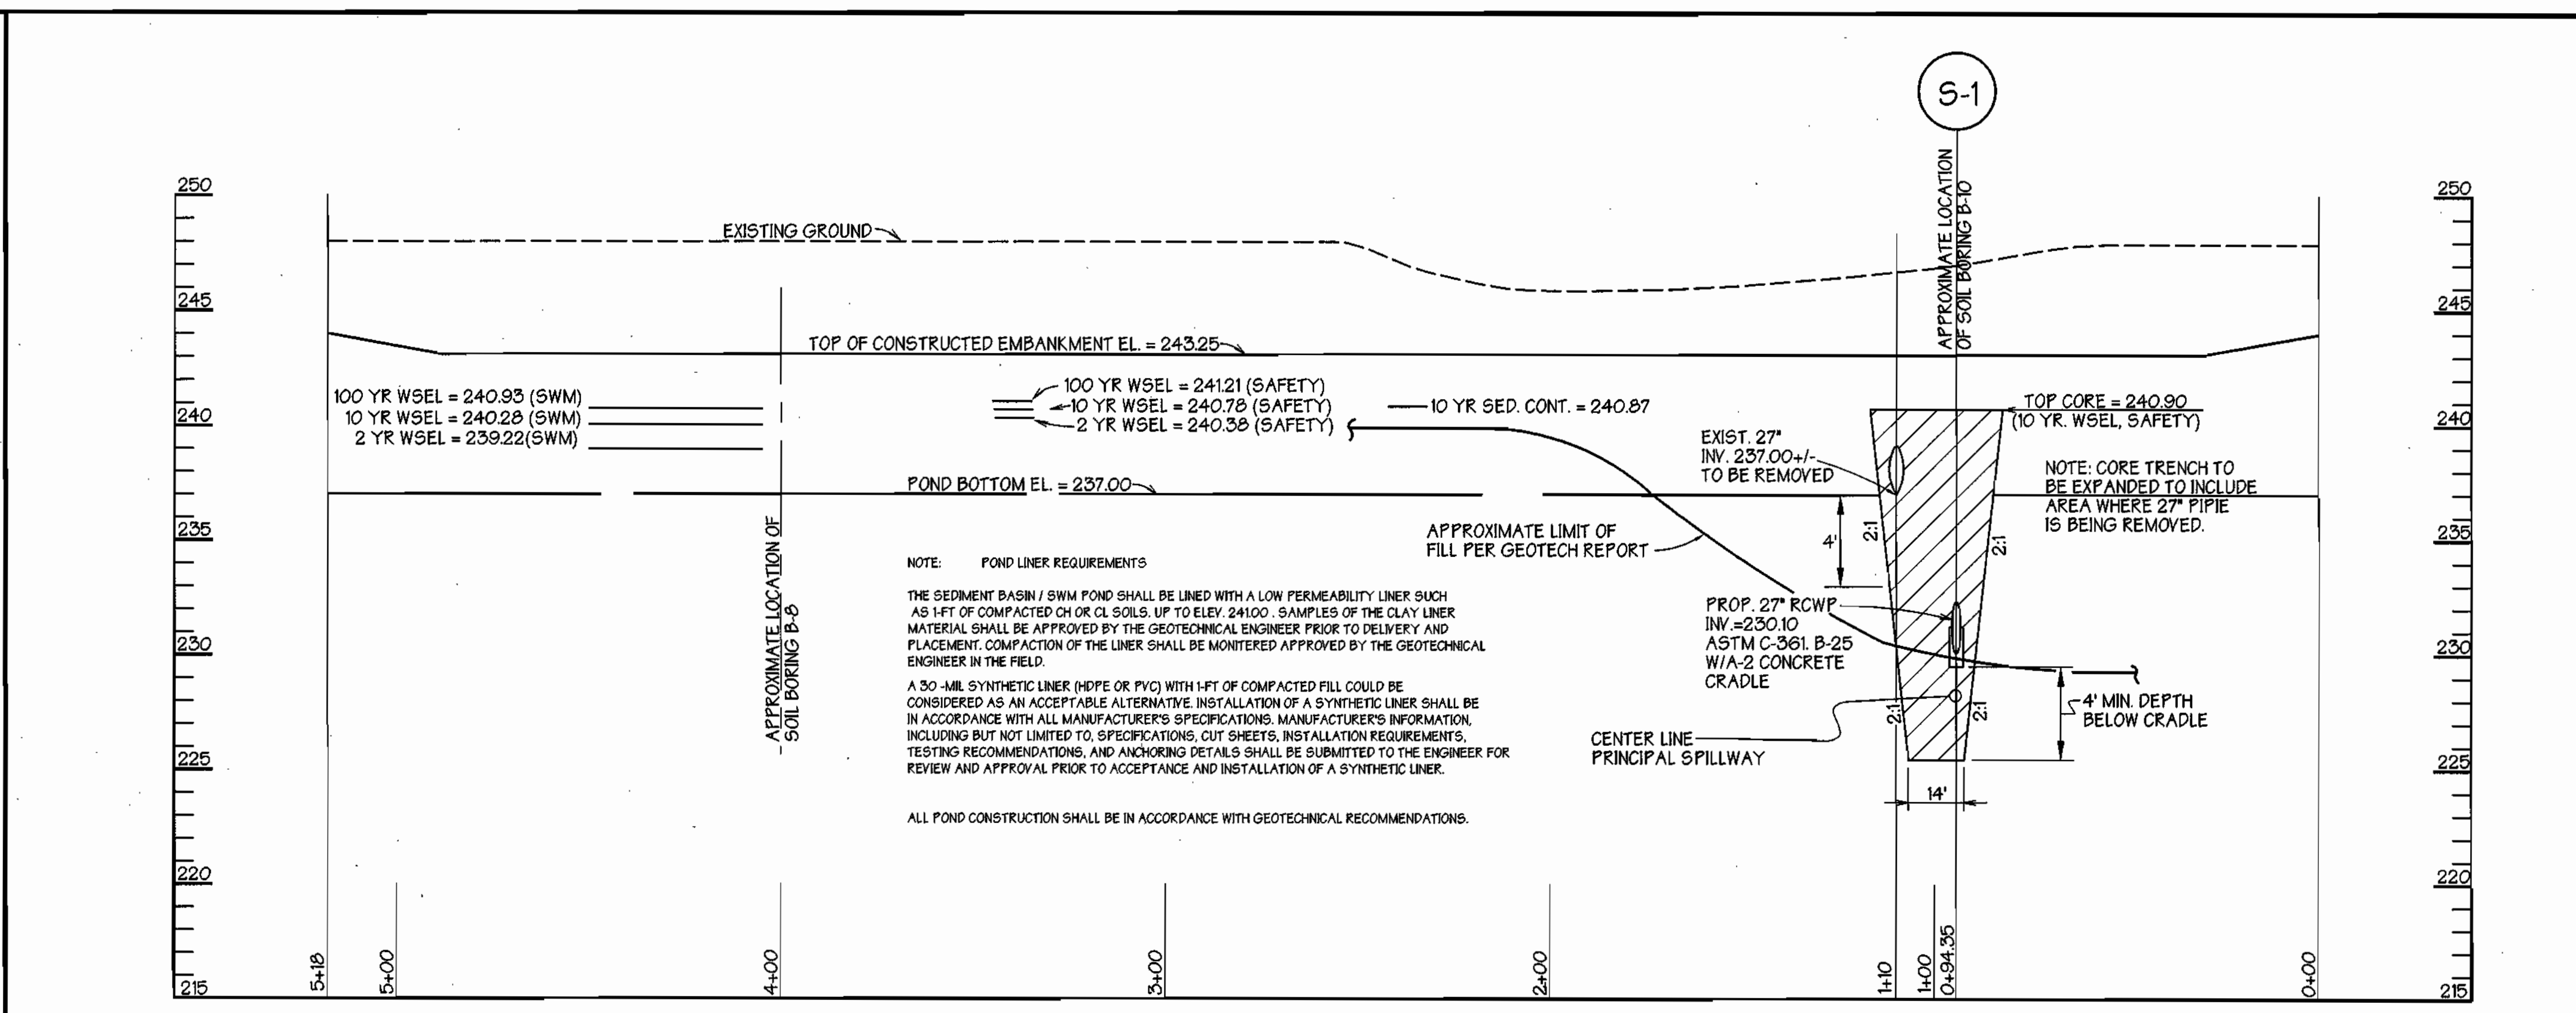 S-1
APPROXIMATE LOCATION
OF SOIL BORING B-10
250
245
240
235
230
225
220
215
250
245
240
235
230
225
220
215
EXISTING GROUND
TOP OF CONSTRUCTED EMBANKMENT EL. = 243.25
100 YR WSEL = 240.93 (SWM)
10 YR WSEL = 240.28 (SWM)
2 YR WSEL = 239.22(SWM)
100 YR WSEL = 241.21 (SAFETY)
10 YR WSEL = 240.78 (SAFETY)
2 YR WSEL = 240.38 (SAFETY)
10 YR SED. CONT. = 240.87
TOP CORE = 240.90
(10 YR. WSEL, SAFETY)
EXIST. 27"
INV. 237.00+/-
TO BE REMOVED
NOTE: CORE TRENCH TO
BE EXPANDED TO INCLUDE
AREA WHERE 27" PIPIE
IS BEING REMOVED.
POND BOTTOM EL. = 237.00
APPROXIMATE LIMIT OF
FILL PER GEOTECH REPORT
4'
2:1
2:1
APPROXIMATE LOCATION OF
SOIL BORING B-8
NOTE: POND LINER REQUIREMENTS
THE SEDIMENT BASIN / SWM POND SHALL BE LINED WITH A LOW PERMEABILITY LINER SUCH
AS 1-FT OF COMPACTED CH OR CL SOILS. UP TO ELEV. 241.00 . SAMPLES OF THE CLAY LINER
MATERIAL SHALL BE APPROVED BY THE GEOTECHNICAL ENGINEER PRIOR TO DELIVERY AND
PLACEMENT. COMPACTION OF THE LINER SHALL BE MONITERED APPROVED BY THE GEOTECHNICAL
ENGINEER IN THE FIELD.
A 30 -MIL SYNTHETIC LINER (HDPE OR PVC) WITH 1-FT OF COMPACTED FILL COULD BE
CONSIDERED AS AN ACCEPTABLE ALTERNATIVE. INSTALLATION OF A SYNTHETIC LINER SHALL BE
IN ACCORDANCE WITH ALL MANUFACTURER'S SPECIFICATIONS. MANUFACTURER'S INFORMATION,
INCLUDING BUT NOT LIMITED TO, SPECIFICATIONS, CUT SHEETS, INSTALLATION REQUIREMENTS,
TESTING RECOMMENDATIONS, AND ANCHORING DETAILS SHALL BE SUBMITTED TO THE ENGINEER FOR
REVIEW AND APPROVAL PRIOR TO ACCEPTANCE AND INSTALLATION OF A SYNTHETIC LINER.
ALL POND CONSTRUCTION SHALL BE IN ACCORDANCE WITH GEOTECHNICAL RECOMMENDATIONS.
PROP. 27" RCWP
INV.=230.10
ASTM C-361. B-25
W/A-2 CONCRETE
CRADLE
2:1
2:1
4' MIN. DEPTH
BELOW CRADLE
CENTER LINE
PRINCIPAL SPILLWAY
14'
5+18
5+00
4+00
3+00
2+00
1+10
1+00
0+94.35
0+00